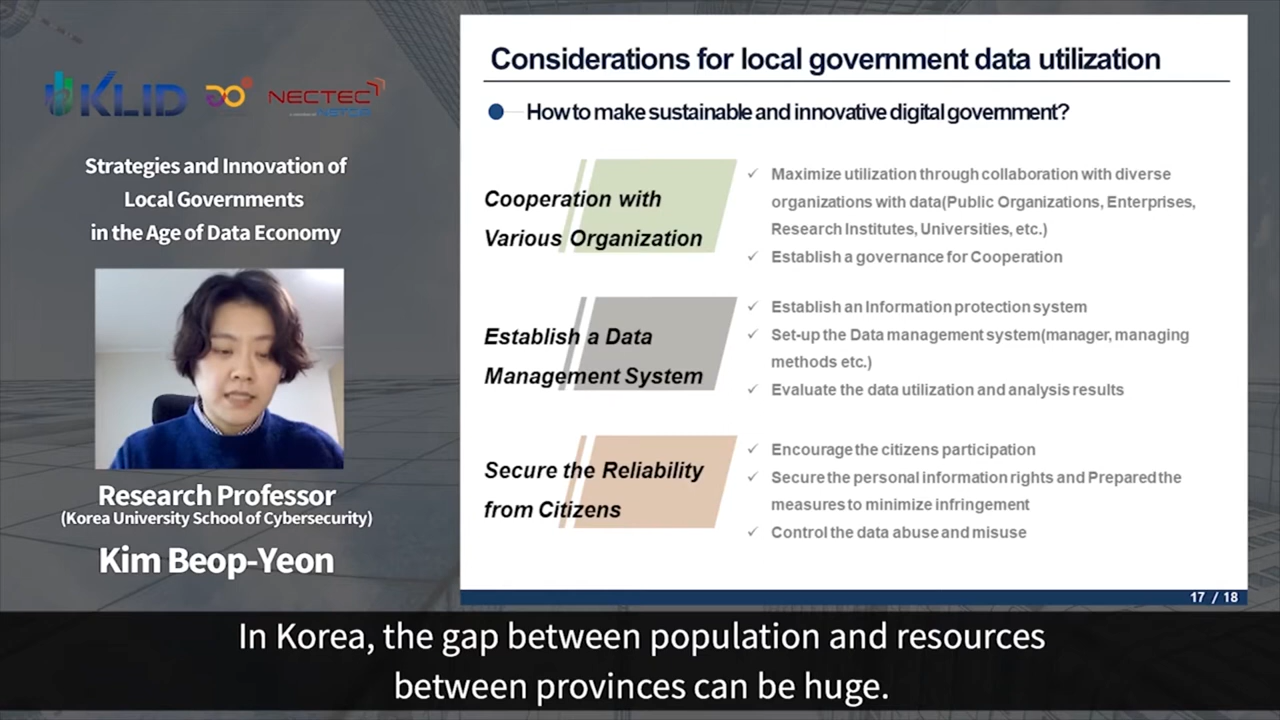 KLID
NECTEC
Strategies and Innovation of
Local Governments
in the Age of Data Economy
Research Professor
(Korea University School of Cybersecurity)
Kim Beop-Yeon
Considerations for local government data utilization
How to make sustainable and innovative digital government?
Cooperation with
Various Organization
✓ Maximize utilization through collaboration with diverse
organizations with data(Public Organizations, Enterprises,
Research Institutes, Universities, etc.)
✓ Establish a governance for Cooperation
Establish a Data
Management System
✓ Establish an Information protection system
✓ Set-up the Data management system(manager, managing
methods etc.)
✓ Evaluate the data utilization and analysis results
Secure the Reliability
from Citizens
✓ Encourage the citizens participation
✓ Secure the personal information rights and Prepared the
measures to minimize infringement
✓ Control the data abuse and misuse
17 / 18
In Korea, the gap between population and resources
between provinces can be huge.